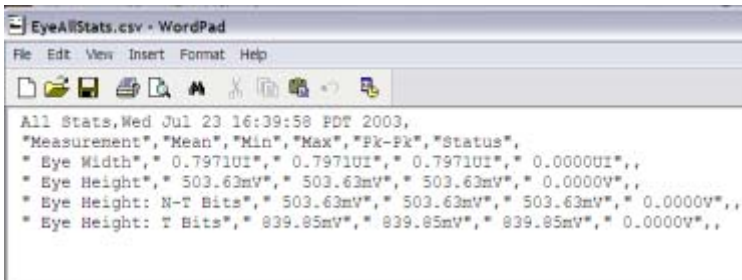 EyeAllStats.csv - WordPad
File Edit View Insert Format Help
All Stats,Wed Jul 23 16:39:58 PDT 2003,
"Measurement","Mean","Min","Max","Pk-Pk","Status",
" Eye Width"," 0.7971UI"," 0.7971UI"," 0.7971UI"," 0.0000UI",,
" Eye Height"," 503.63mV"," 503.63mV"," 503.63mV"," 0.0000V",,
" Eye Height: N-T Bits"," 503.63mV"," 503.63mV"," 503.63mV"," 0.0000V",,
" Eye Height: T Bits"," 839.85mV"," 839.85mV"," 839.85mV"," 0.0000V",,